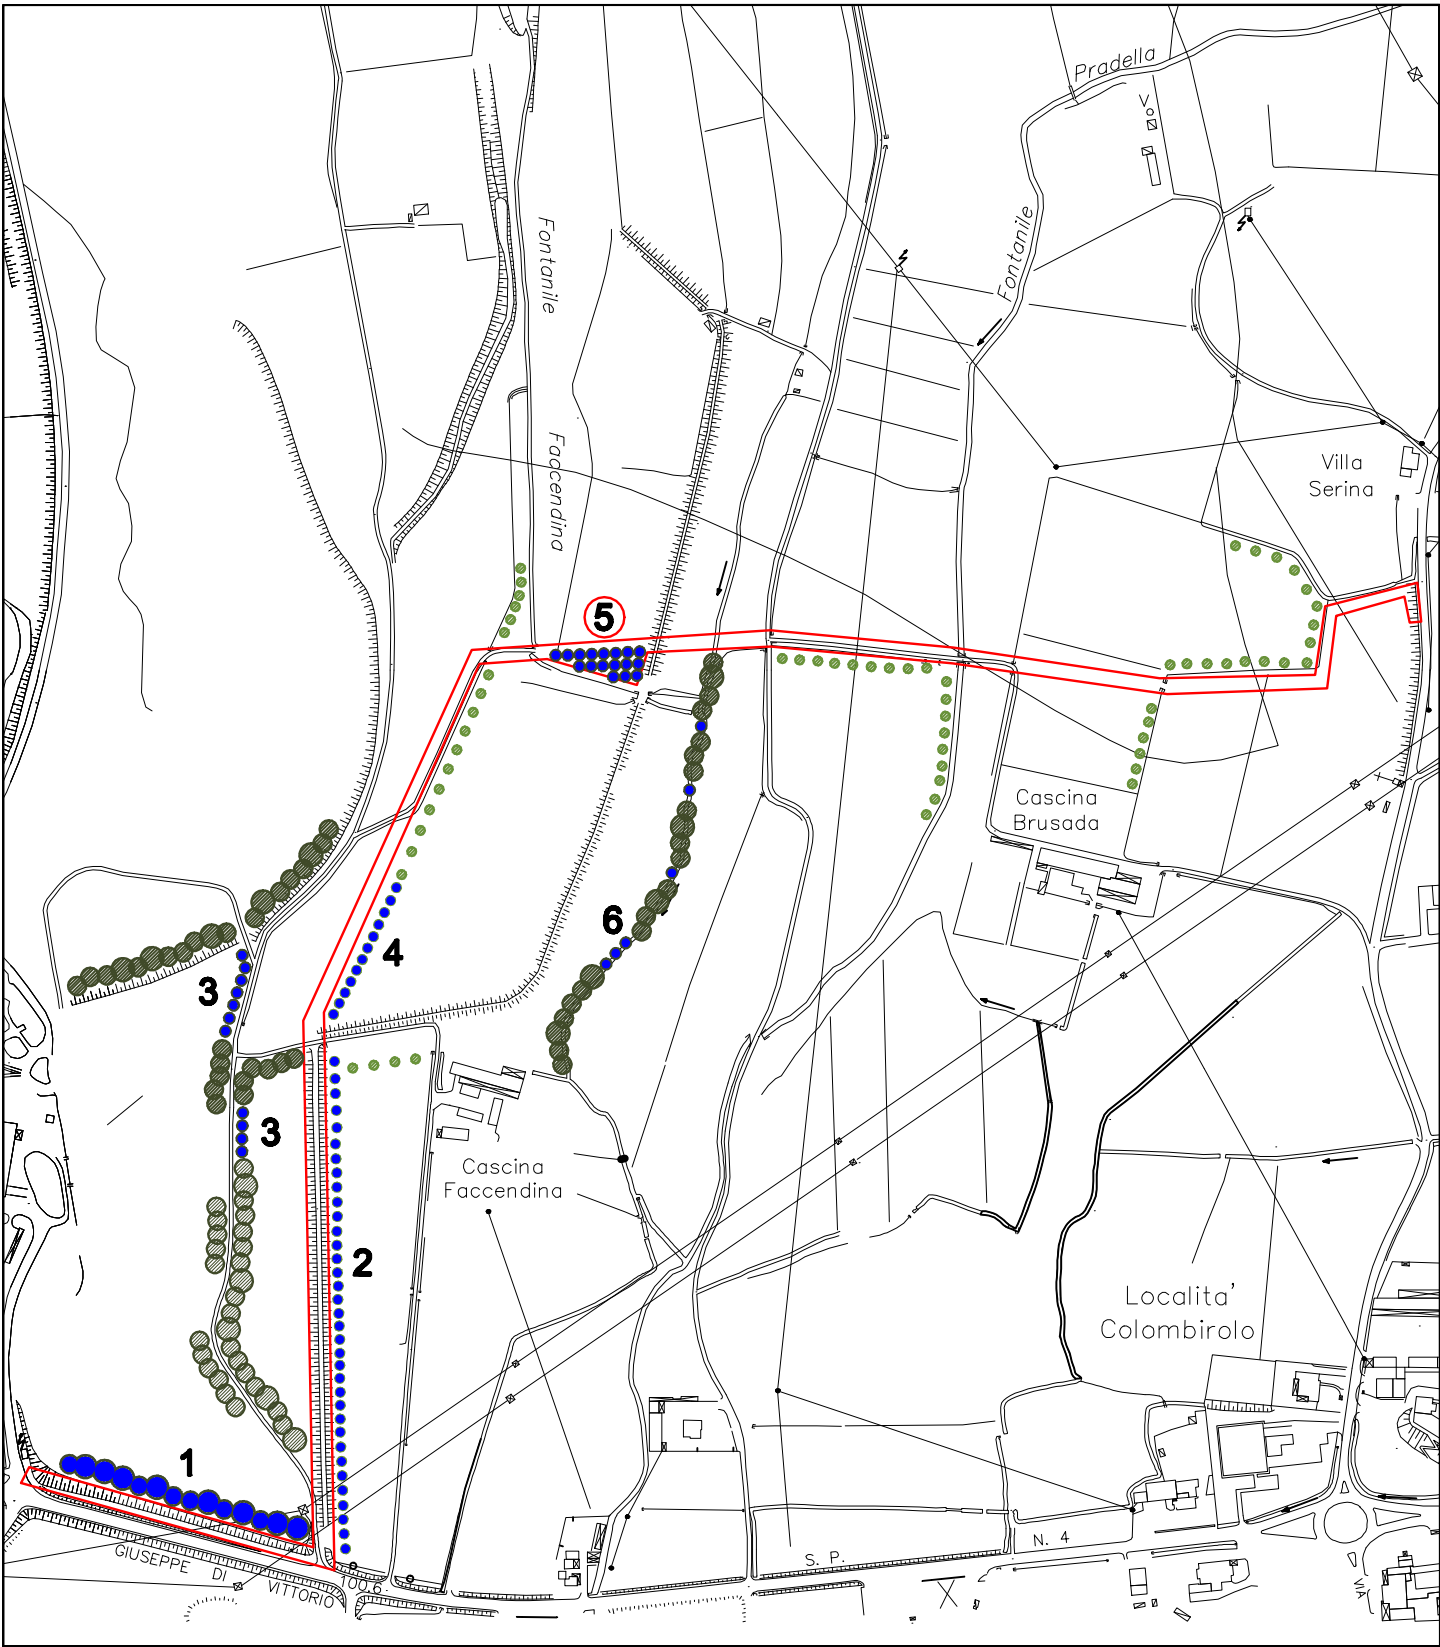 Pradella
Fontanile
Fontanile
Faccendina
Villa
Serina
5
Cascina
Brusada
6
4
3
3
Cascina
Faccendina
2
Localita'
Colombirolo
1
GIUSEPPE DI VITTORIO
100.6
S. P. N. 4
VIA